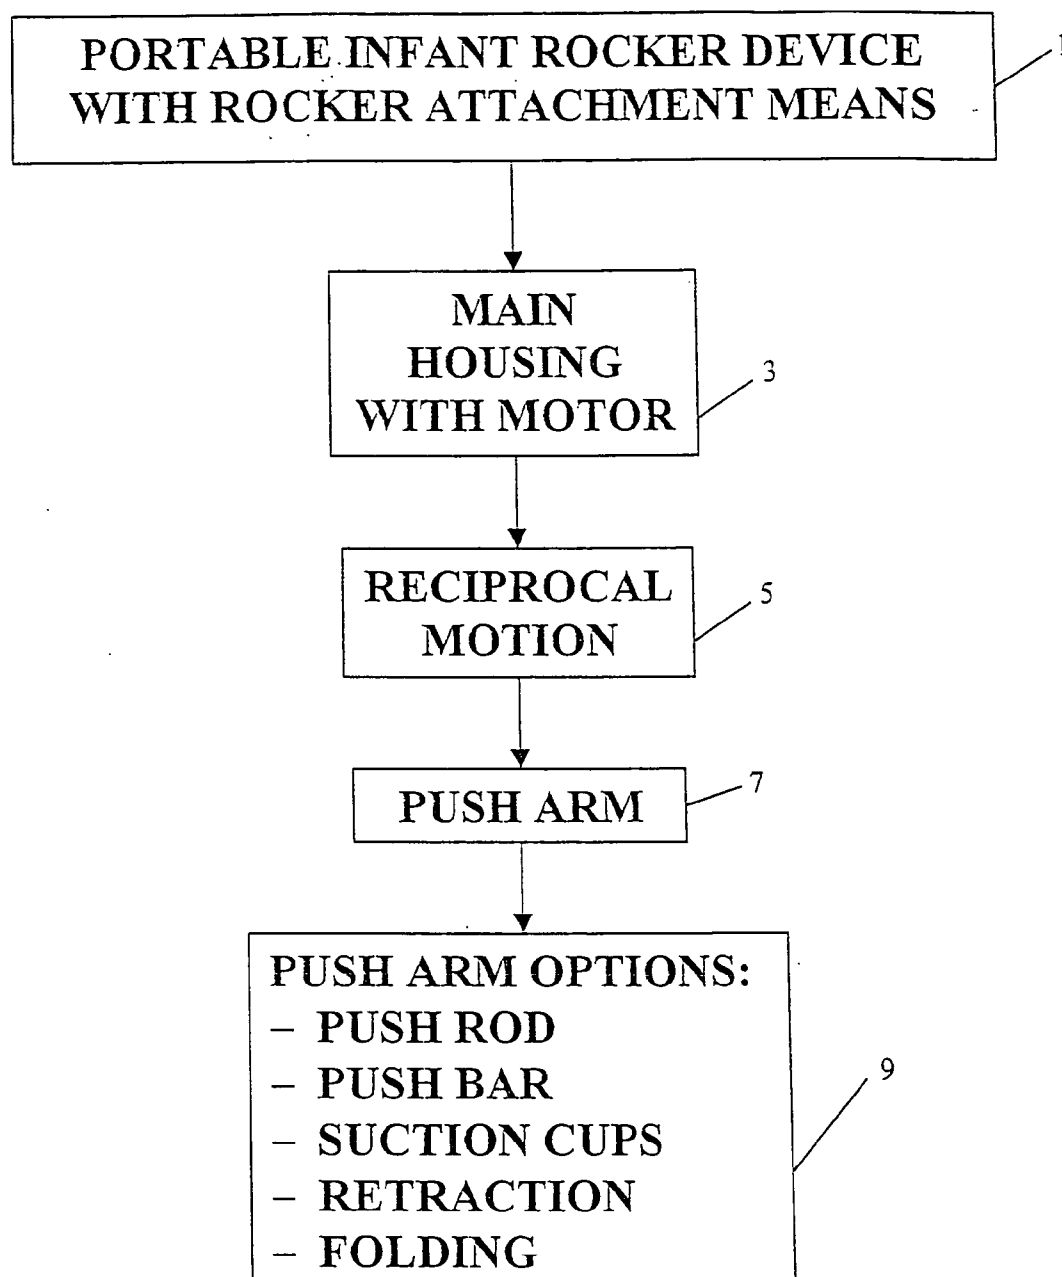 PORTABLE INFANT ROCKER DEVICE
WITH ROCKER ATTACHMENT MEANS
1
MAIN
HOUSING
WITH MOTOR
3
RECIPROCAL
MOTION
5
PUSH ARM
7
PUSH ARM OPTIONS:
– PUSH ROD
– PUSH BAR
– SUCTION CUPS
– RETRACTION
– FOLDING
9